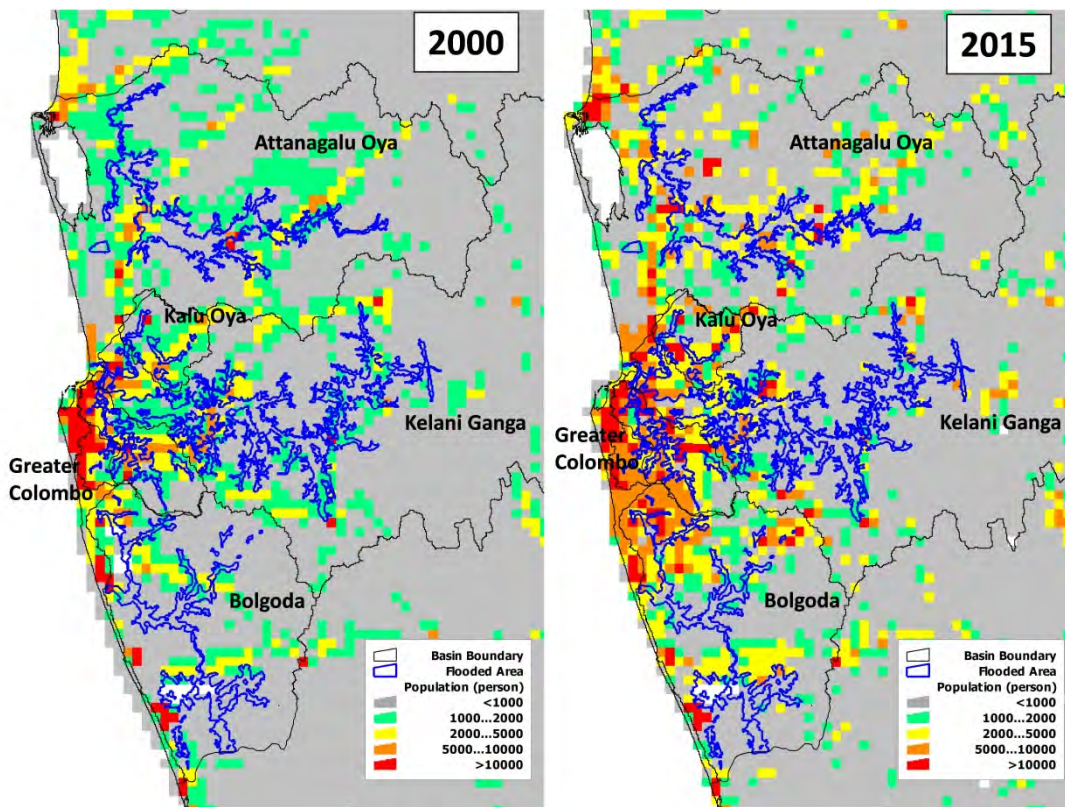 2000
Attanagalu Oya
Kalu Oya
Kelani Ganga
Greater
Colombo
Bolgoda
Basin Boundary
Flooded Area
Population (person)
<1000
1000...2000
2000...5000
5000...10000
>10000
2015
Attanagalu Oya
Kalu Oya
Kelani Ganga
Greater
Colombo
Bolgoda
Basin Boundary
Flooded Area
Population (person)
<1000
1000...2000
2000...5000
5000...10000
>10000